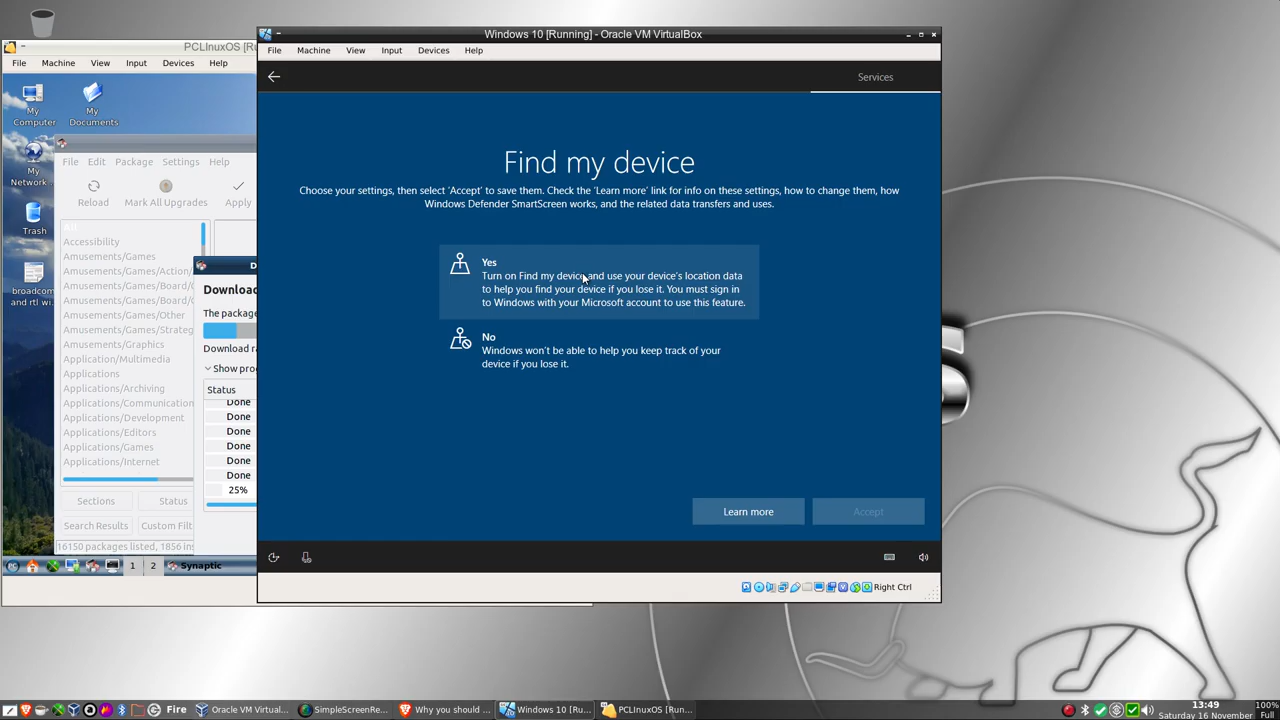 PCLInuxOS [Ru
File Machine View Input Devices Help
My Computer
My Documents
My Network
Trash
broadcom
and rtl wi
File Edit Package Settings Help
Reload
Mark All Upgrades
Apply
All
Accessibility
Amusements/Games
Amusements/Games/Action/
Amusements/Games/Board/
Amusements/Games/Board/
Amusements/Games/Other
Amusements/Games/Strateg
Amusements/Graphics
Application/Multimedia
Applications
Applications/Archiving
Applications/Communication
Applications/Development
Applications/Editors
Applications/Games
Applications/Internet
Sections
Status
Search Results
Custom Filt
16150 packages listed, 1856 ins
D
Download
The package
Download ra
Show pro
Status
Done
Done
Done
Done
Done
Done
25%
1 2 Synaptic
Windows 10 [Running] - Oracle VM VirtualBox
File Machine View Input Devices Help
Services
Find my device
Choose your settings, then select 'Accept' to save them. Check the 'Learn more' link for info on these settings, how to change them, how
Windows Defender SmartScreen works, and the related data transfers and uses.
Yes
Turn on Find my device and use your device's location data
to help you find your device if you lose it. You must sign in
to Windows with your Microsoft account to use this feature.
No
Windows won't be able to help you keep track of your
device if you lose it.
Learn more
Accept
Right Ctrl
Fire
Oracle VM Virtual...
SimpleScreenRe...
Why you should ...
Windows 10 [Ru...
PCLInuxOS [Run...
13:49
Saturday 16 November
100%
Full